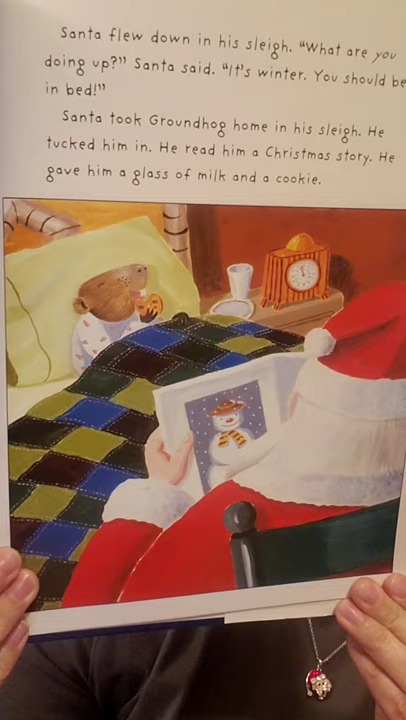 Santa flew down in his sleigh. "What are you
doing up?" Santa said. "It's winter. You should be
in bed!"
Santa took Groundhog home in his sleigh. He
tucked him in. He read him a Christmas story. He
gave him a glass of milk and a cookie.